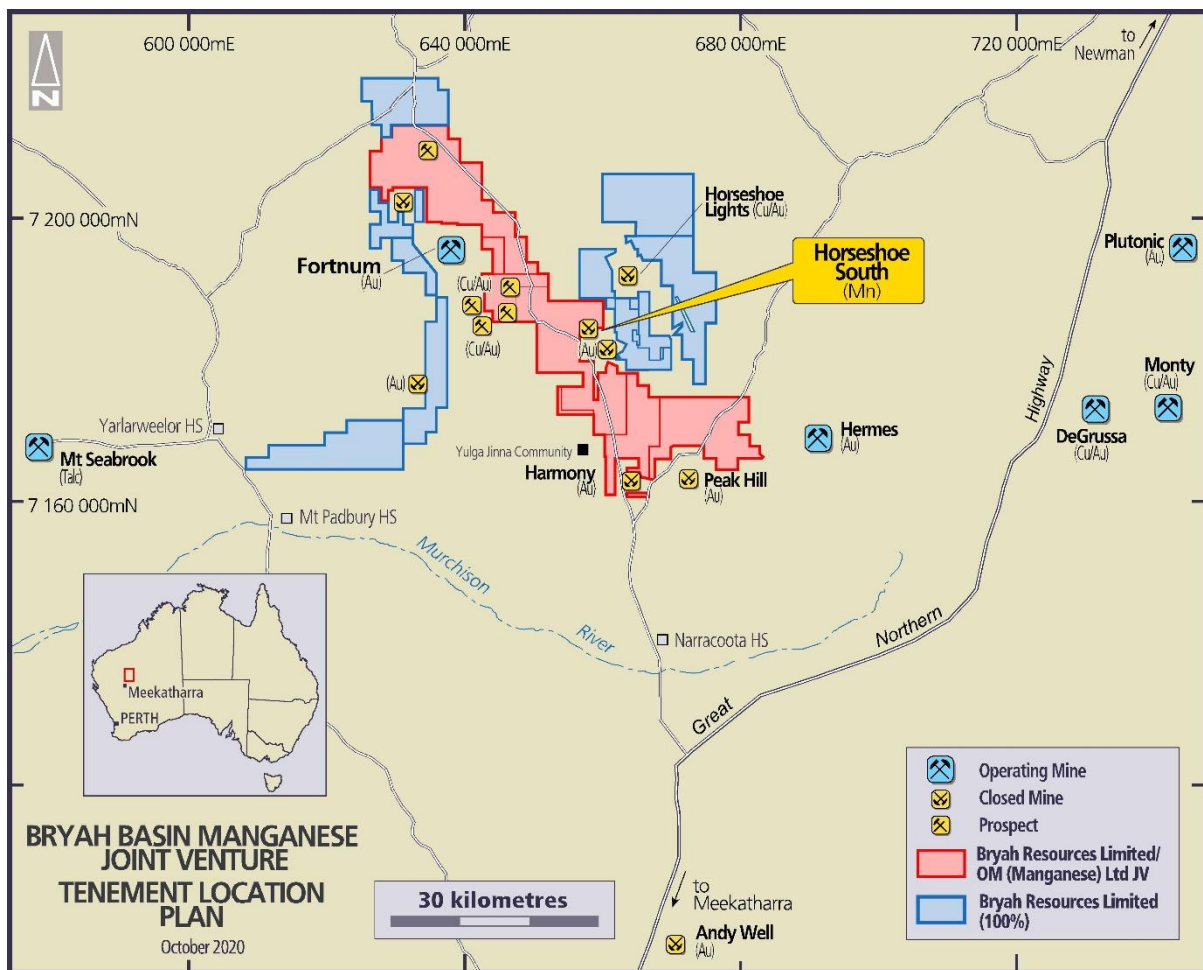 600 000mE
640 000mE
680 000mE
720 000mE
to
Newman
N
7 200 000mN
7 160 000mN
Horseshoe
Lights (Cu/Au)
Horseshoe
South
(Mn)
Plutonic
(Au)
Fortnum
(Au)
(Cu/Au)
(Cu/Au)
(Au)
(Au)
Highway
Monty
(Cu/Au)
DeGrussa
(Cu/Au)
Yarlarweelor HS
Mt Seabrook
(Talc)
Yulga Jinna Community
Harmony
(Au)
Peak Hill
(Au)
Hermes
(Au)
Mt Padbury HS
Murchison
River
Narracoota HS
Northern
Great
Meekatharra
PERTH
BRYAH BASIN MANGANESE
JOINT VENTURE
TENEMENT LOCATION
PLAN
October 2020
30 kilometres
to
Meekatharra
Andy Well
(Au)
Operating Mine
Closed Mine
Prospect
Bryah Resources Limited/
OM (Manganese) Ltd JV
Bryah Resources Limited
(100%)